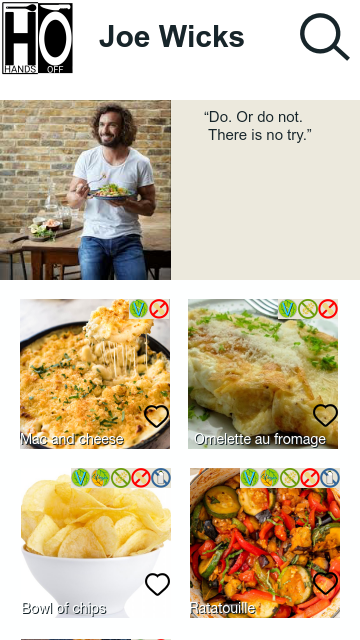 HO
HANDS OFF
Joe Wicks
“Do. Or do not.
There is no try.”
Mac and cheese
Omelette au fromage
Bowl of chips
Ratatouille